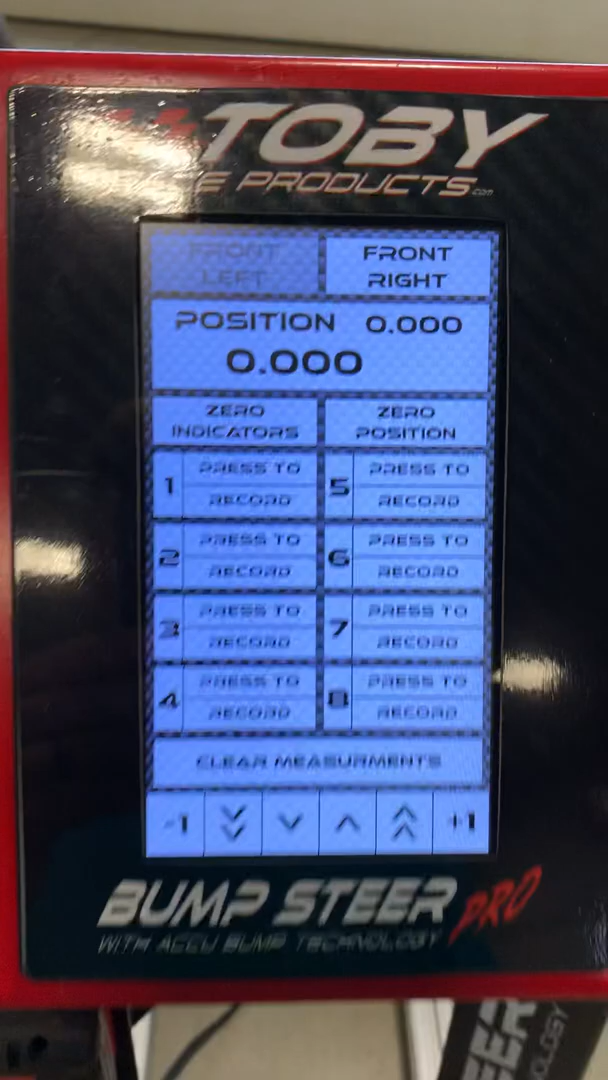 TOBY
PRODUCTS.com
FRONT
LEFT
FRONT
RIGHT
POSITION 0.000
0.000
ZERO
INDICATORS
ZERO
POSITION
1 PRESS TO
RECORD
5 PRESS TO
RECORD
2 PRESS TO
RECORD
6 PRESS TO
RECORD
3 PRESS TO
RECORD
7 PRESS TO
RECORD
4 PRESS TO
RECORD
8 PRESS TO
RECORD
CLEAR MEASURMENTS
-1 +1
BUMP STEER PRO
WITH ACCU BUMP TECHNOLOGY